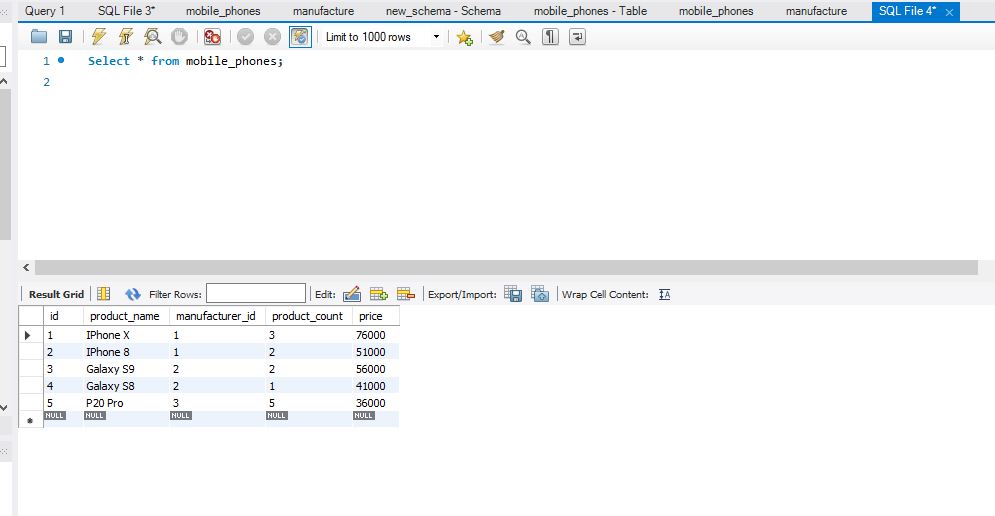 Query 1 SQL File 3* mobile_phones manufacture new_schema - Schema mobile_phones - Table mobile_phones manufacture SQL File 4*
Limit to 1000 rows
1 Select * from mobile_phones;
2
Result Grid Filter Rows: Edit: Export/Import: Wrap Cell Content:
id product_name manufacturer_id product_count price
1 IPhone X 1 3 76000
2 IPhone 8 1 2 51000
3 Galaxy S9 2 2 56000
4 Galaxy S8 2 1 41000
5 P20 Pro 3 5 36000
NULL NULL NULL NULL NULL